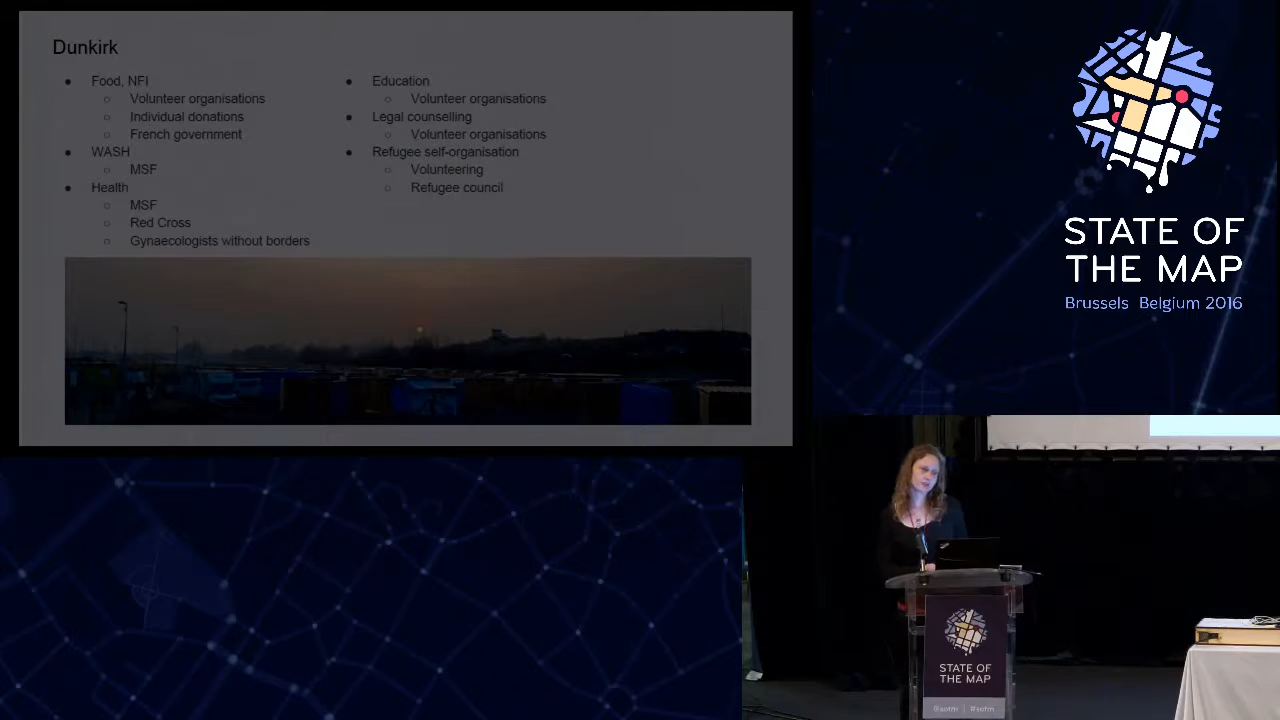 Dunkirk
● Food, NFI
○ Volunteer organisations
○ Individual donations
○ French government
● WASH
○ MSF
● Health
○ MSF
○ Red Cross
○ Gynaecologists without borders
● Education
○ Volunteer organisations
● Legal counselling
○ Volunteer organisations
● Refugee self-organisation
○ Volunteering
○ Refugee council
STATE OF
THE MAP
Brussels Belgium 2016
STATE OF
THE MAP
@sotm | #sotm